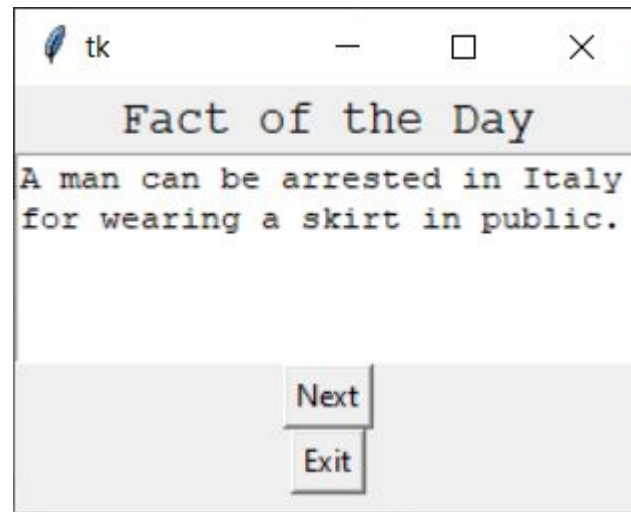 tk
Fact of the Day
A man can be arrested in Italy
for wearing a skirt in public.
Next
Exit